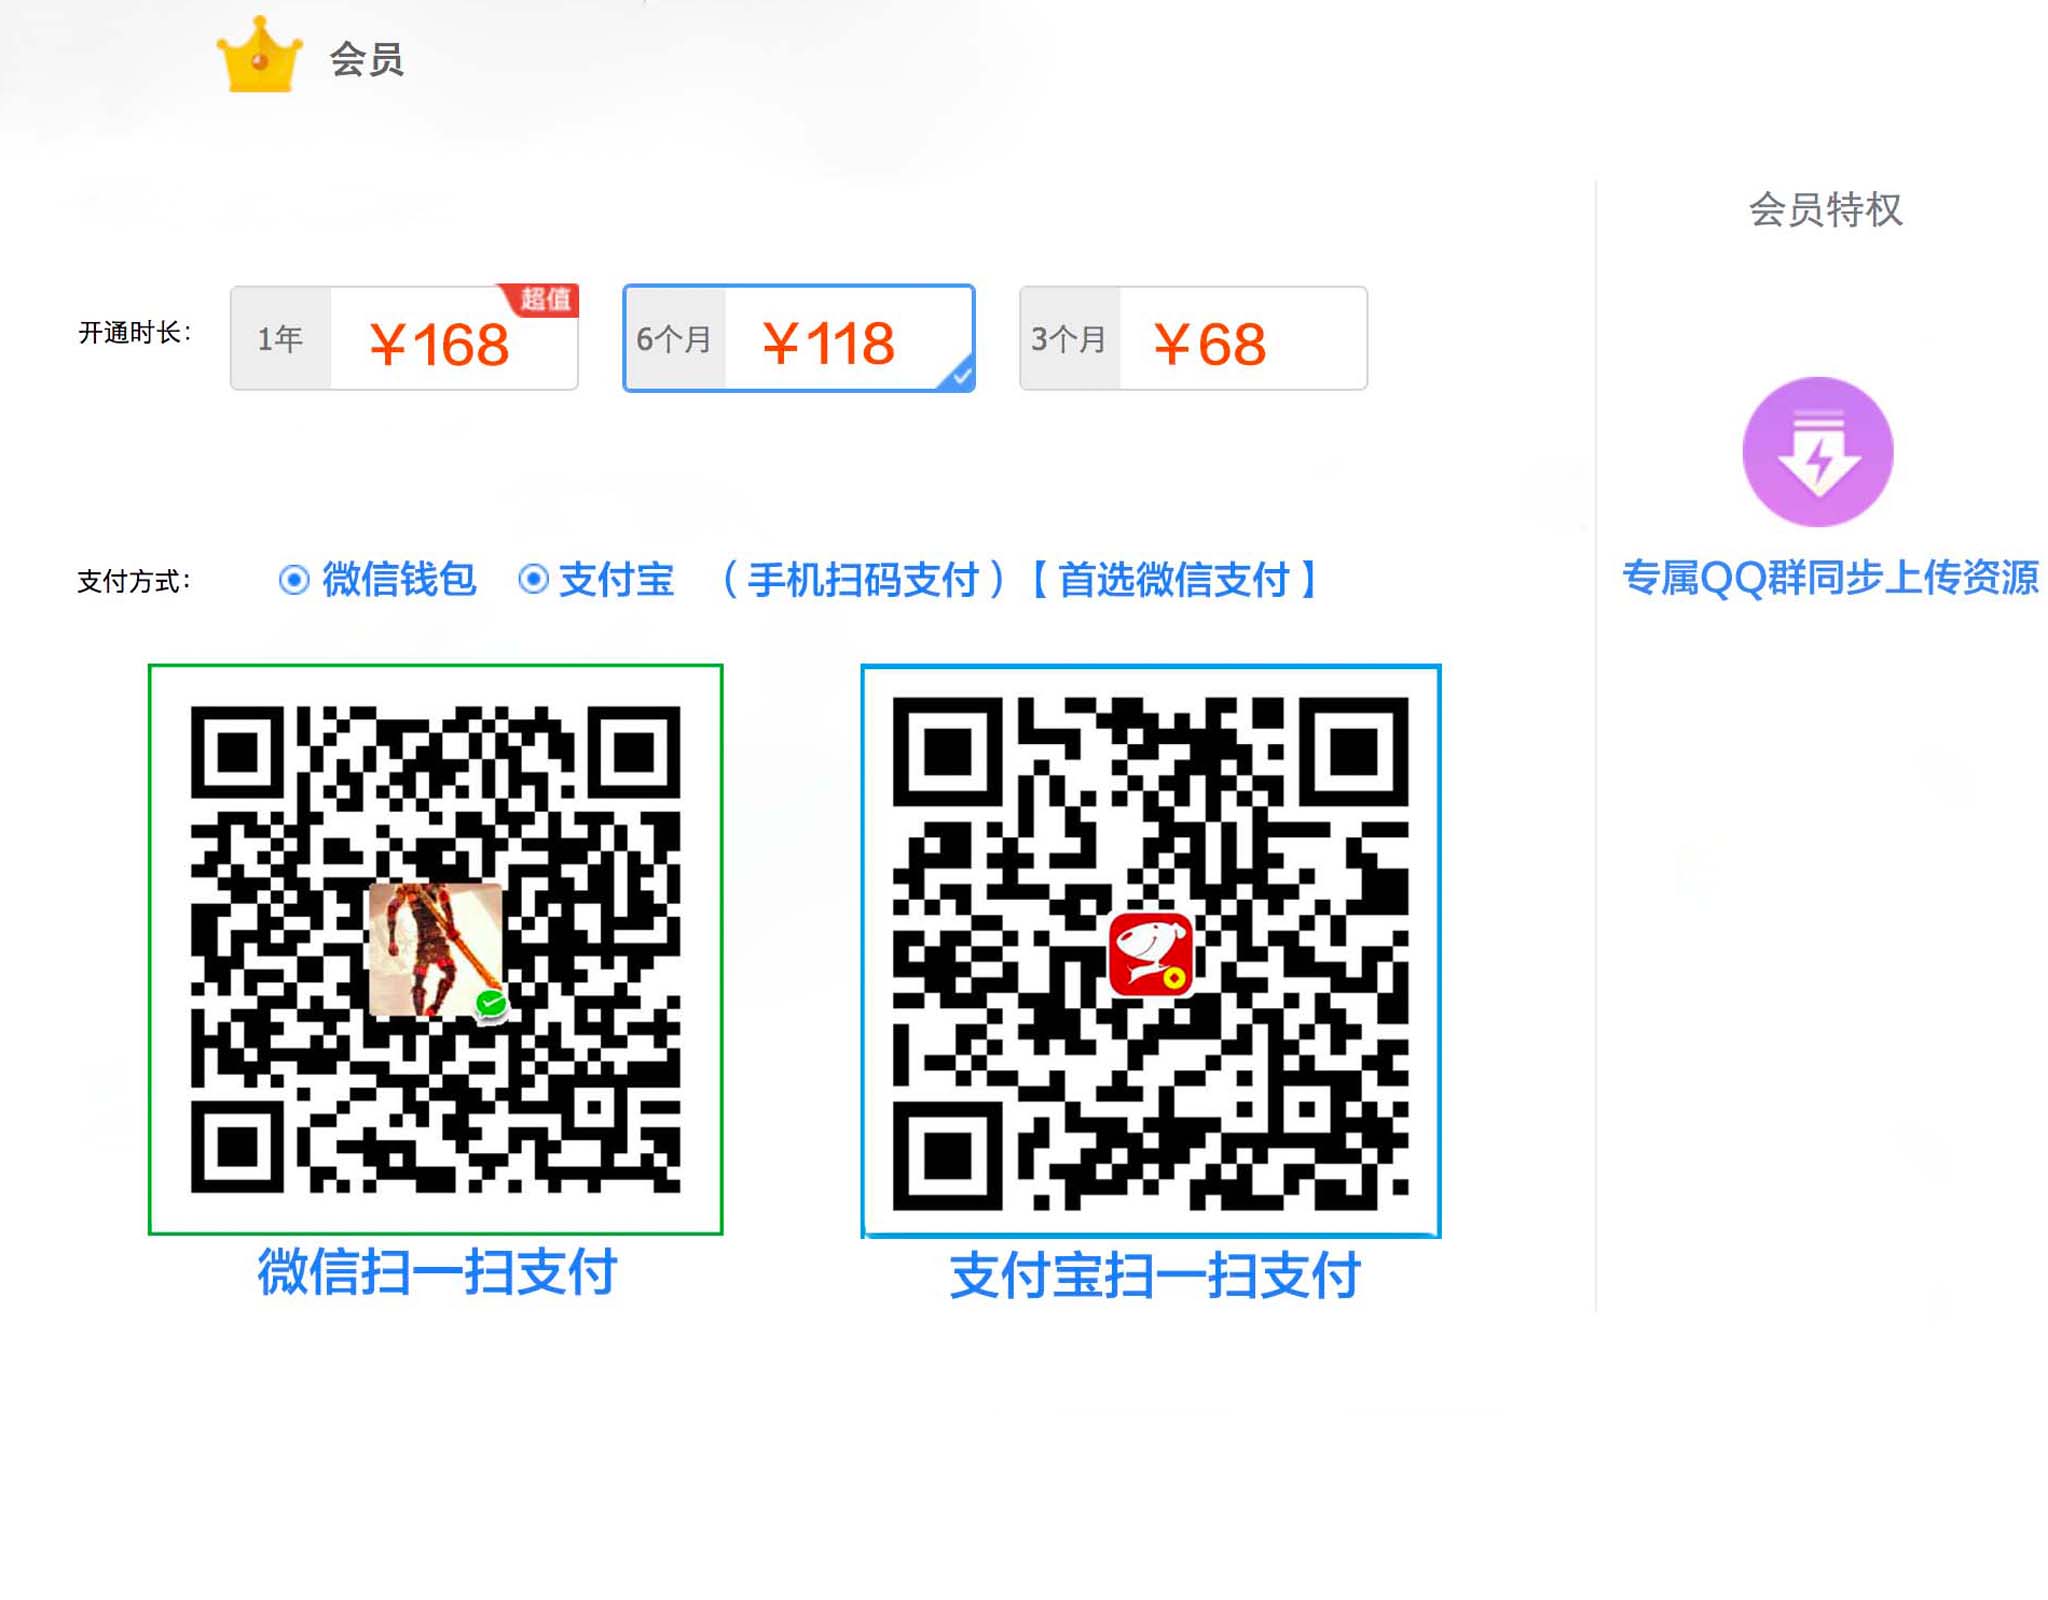 会员
会员特权
开通时长：
1年 ￥168 超值
6个月 ￥118
3个月 ￥68
支付方式：
微信钱包 支付宝 （手机扫码支付）【首选微信支付】
专属QQ群同步上传资源
微信扫一扫支付
支付宝扫一扫支付